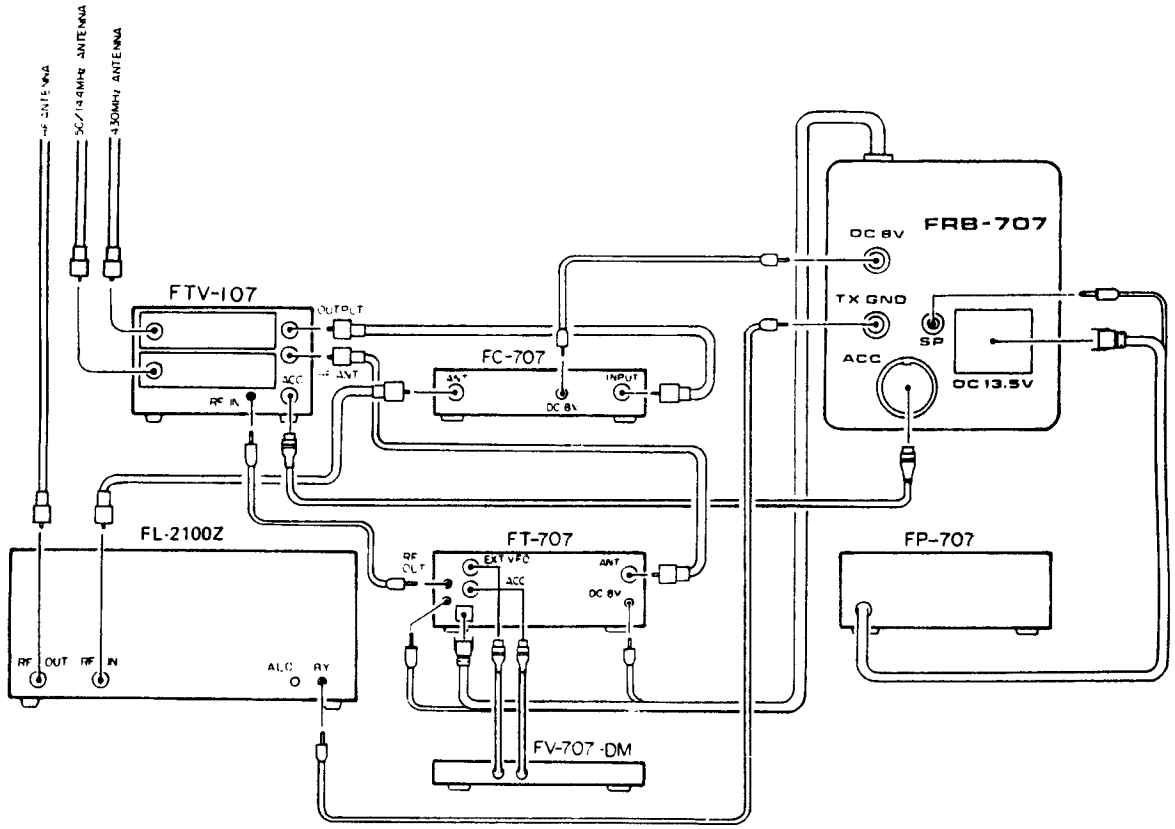 HF ANTENNA
50/144MHz ANTENNA
430MHz ANTENNA
FTV-107
OUTPUT
HF ANT
ACC
RF IN
FC-707
ANT
DC 8V
INPUT
FRB-707
DC 8V
TX GND
SP
ACC
DC 13.5V
FL-2100Z
RF OUT
RF IN
ALC
RY
FT-707
RF OUT
EXT VFO
ACC
ANT
DC 8V
FP-707
FV-707 DM